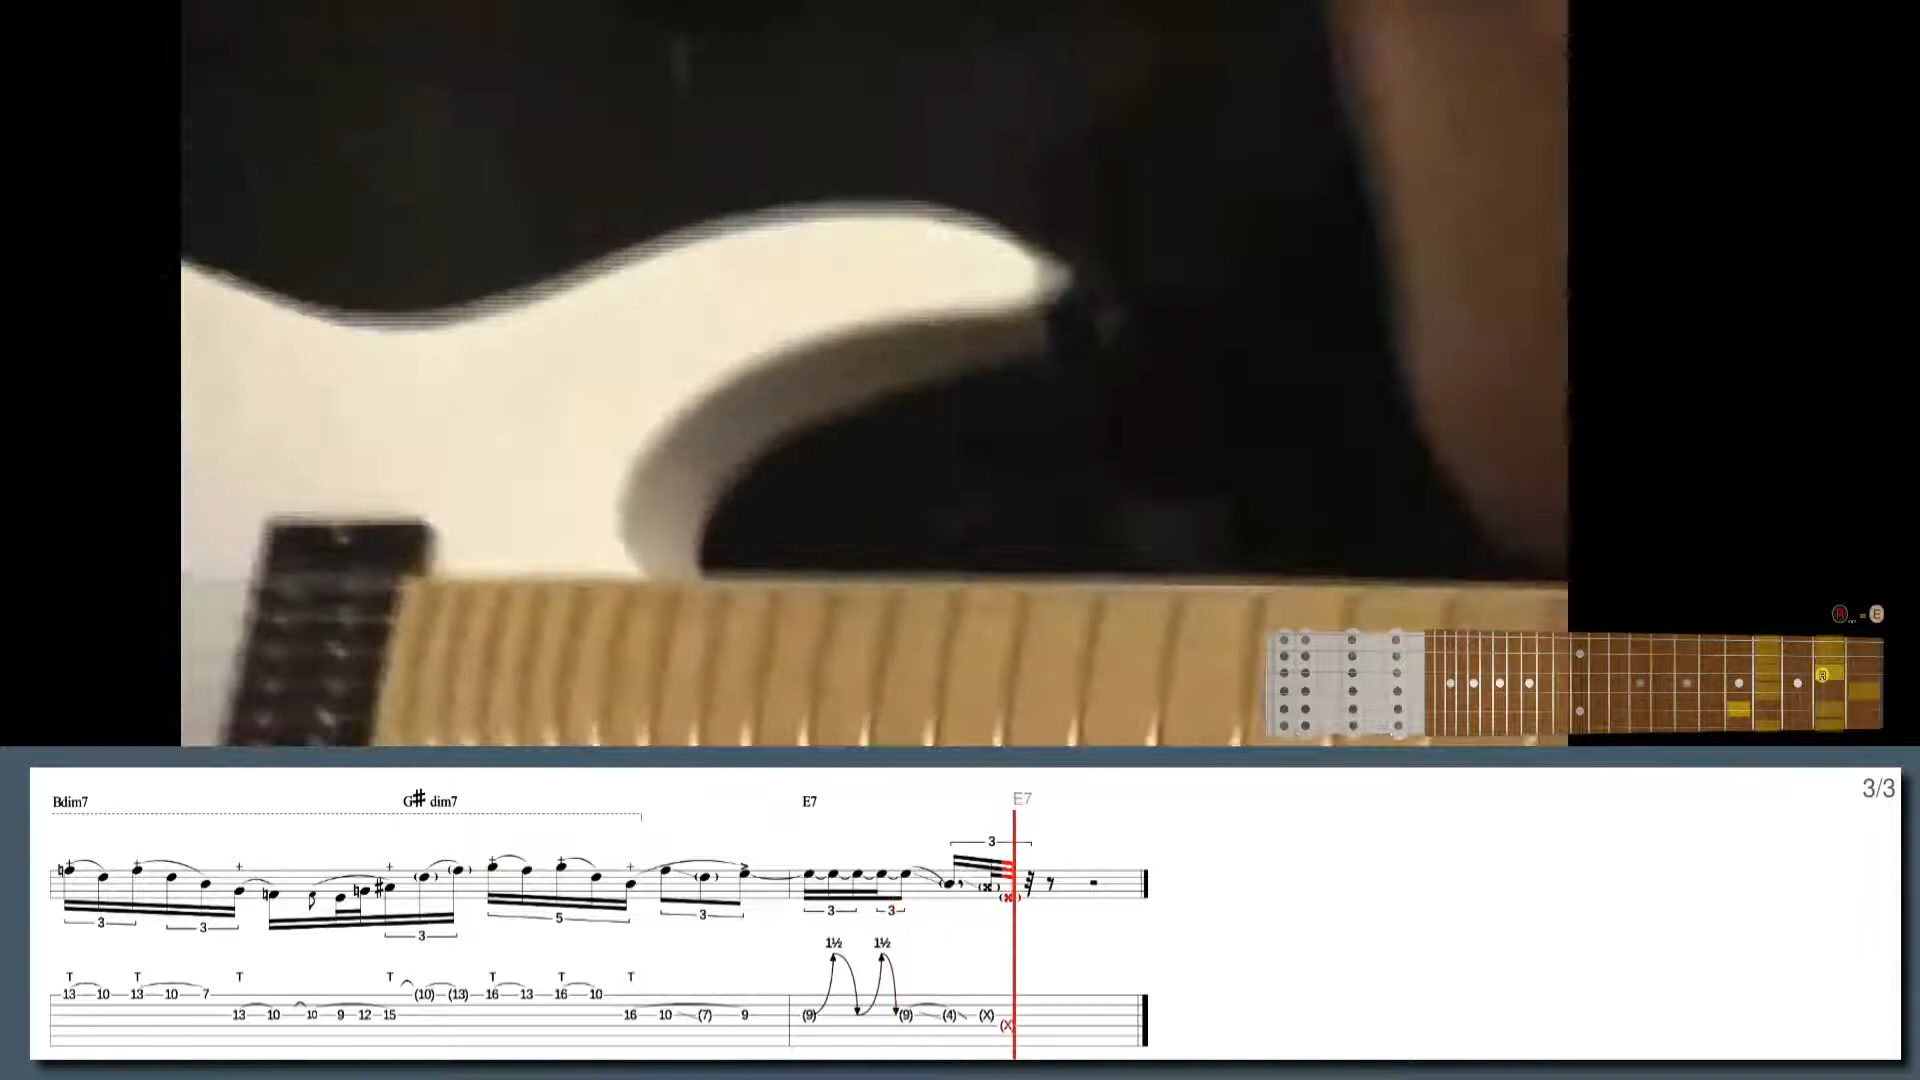 E
3/3
Bdim7 G# dim7 E7 E7
3
3 3 3 5 3 3 3
1½ 1½
T T T T T T T
13 10 13 10 7 (10) (13) 16 13 16 10
13 10 10 9 12 15 16 10 (7) 9 (9) (9) (4) (X)
(X)